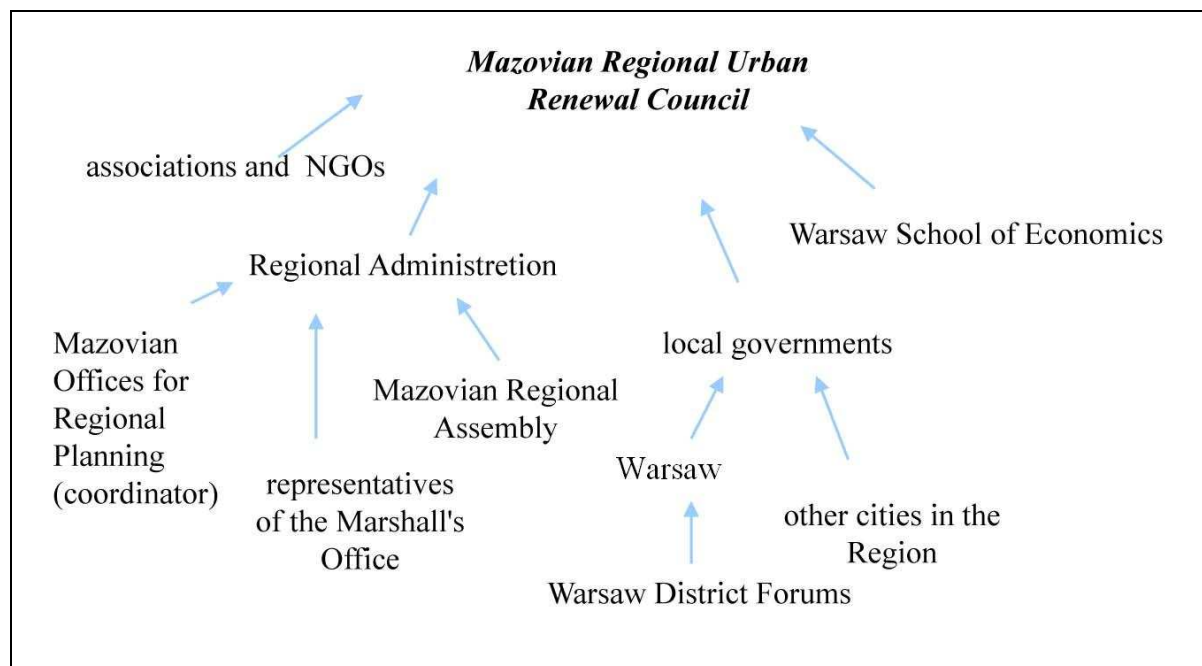 Mazovian Regional Urban
Renewal Council
associations and NGOs
Warsaw School of Economics
Regional Administretion
Mazovian
Offices for
Regional
Planning
(coordinator)
local governments
Mazovian Regional
Assembly
Warsaw
representatives
of the Marshall's
Office
other cities in the
Region
Warsaw District Forums